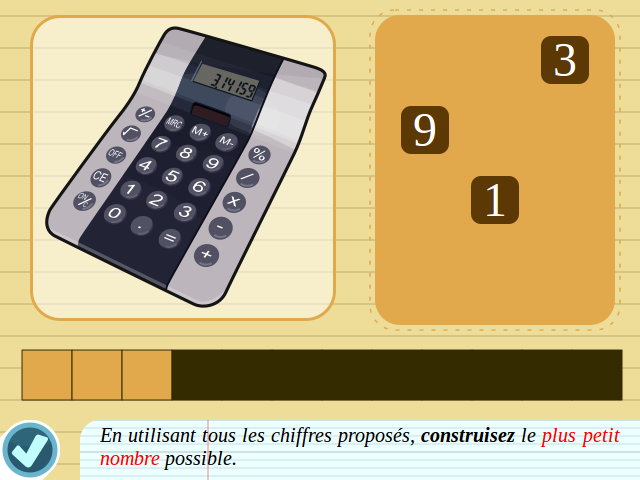 3,14159
MRC M+ M-
+/- √ OFF CE ON/C
7 8 9 %
4 5 6 /
1 2 3 x
0 . = -
+
3
9
1
En utilisant tous les chiffres proposés, construisez le plus petit
nombre possible.